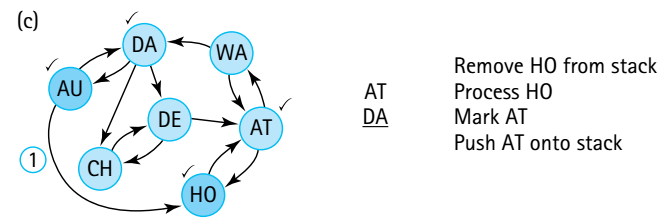 (c)
DA
WA
AU
DE
AT
CH
HO
1
AT
DA
Remove HO from stack
Process HO
Mark AT
Push AT onto stack